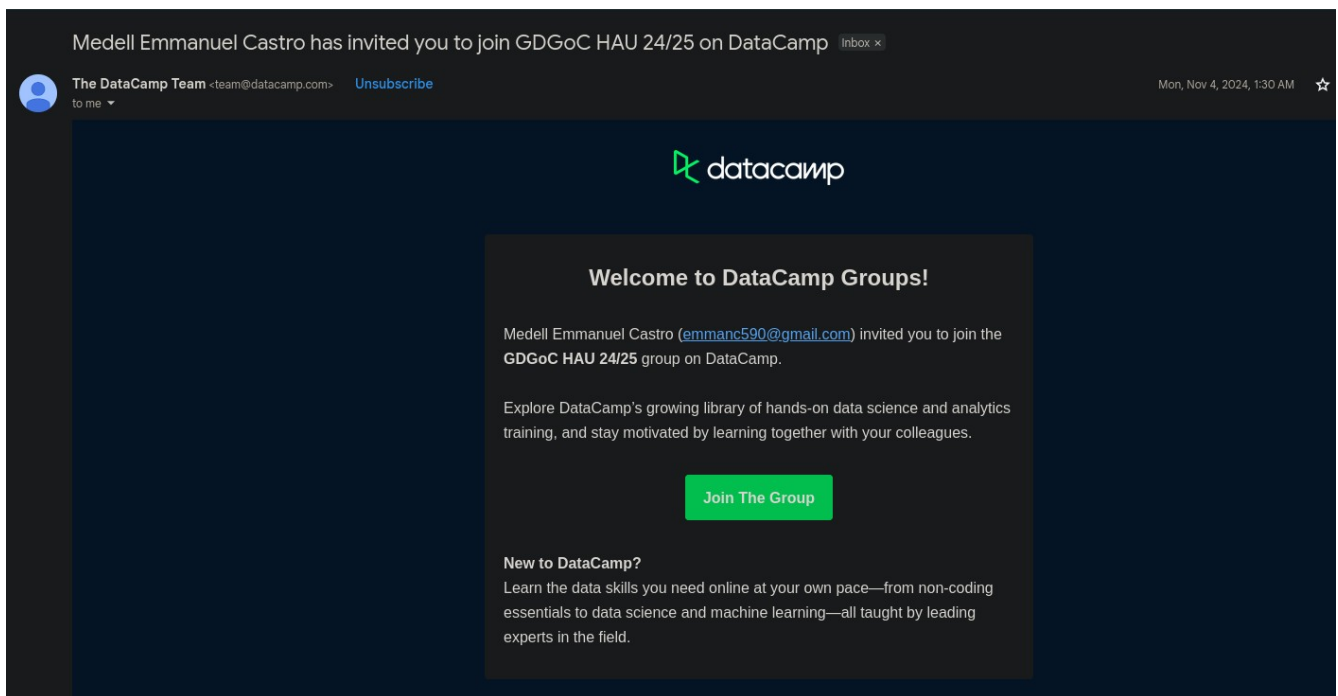 Medell Emmanuel Castro has invited you to join GDGoC HAU 24/25 on DataCamp Inbox ×
The DataCamp Team <team@datacamp.com> Unsubscribe Mon, Nov 4, 2024, 1:30 AM
to me
datacamp
Welcome to DataCamp Groups!
Medell Emmanuel Castro (emmanc590@gmail.com) invited you to join the
GDGoC HAU 24/25 group on DataCamp.
Explore DataCamp’s growing library of hands-on data science and analytics
training, and stay motivated by learning together with your colleagues.
Join The Group
New to DataCamp?
Learn the data skills you need online at your own pace—from non-coding
essentials to data science and machine learning—all taught by leading
experts in the field.